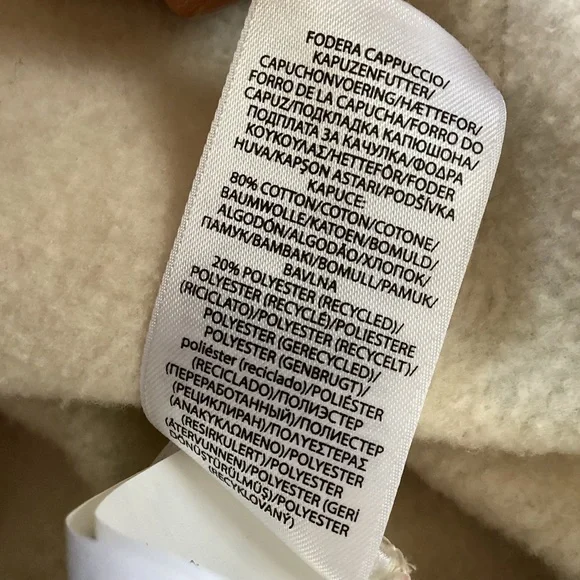 FODERA CAPPUCCIO/
KAPUZENFUTTER/
CAPUCHONVOERING/HÆTTEFOR/
FORRO DE LA CAPUCHA/FORRO DO
CAPUZ/ПОДКЛАДКА КАПЮШОНА/
ПОДПЛАТА ЗА КАЧУЛКА/ΦΟΔΡΑ
ΚΟΥΚΟΥΛΑΣ/HETTEFÔR/FODER
HUVA/KAPŞON ASTARI/PODŠÍVKA
KAPUCE:
80% COTTON/COTON/COTONE/
BAUMWOLLE/KATOEN/BOMULD/
ALGODÓN/ALGODÃO/ХЛОПОК/
ПАМУК/ΒΑΜΒΑΚΙ/BOMULL/PAMUK/
BAVLNA
20% POLYESTER (RECYCLED)/
POLYESTER (RECYCLÉ)/POLIESTERE
(RICICLATO)/POLYESTER (RECYCELT)/
POLYESTER (GERECYCLED)/
POLYESTER (GENBRUGT)/
poliéster (reciclado)/POLIÉSTER
(RECICLADO)/ПОЛИЭСТЕР
(ПЕРЕРАБОТАННЫЙ)/ПОЛИЕСТЕР
(РЕЦИКЛИРАН)/ΠΟΛΥΕΣΤΕΡΑΣ
(ΑΝΑΚΥΚΛΩΜΕΝΟ)/POLYESTER
(RESIRKULERT)/POLYESTER
(ÅTERVUNNEN)/POLYESTER (GERİ
DÖNÜŞTÜRÜLMÜŞ)/POLYESTER
(RECYKLOVANÝ)